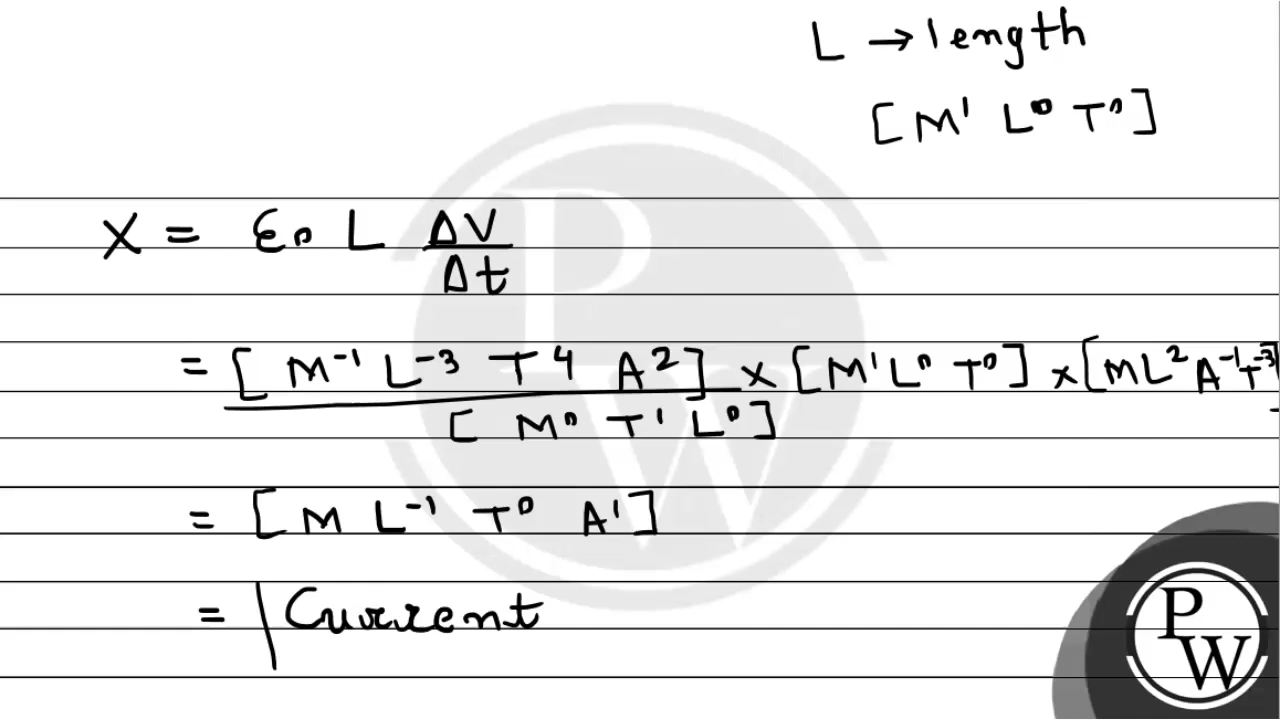 L → length
[M¹ L⁰ T⁰]
X = ε₀ L ΔV/Δt
= [M⁻¹ L⁻³ T⁴ A²]/[M⁰ T¹ L⁰] × [M¹ L⁰ T⁰] × [ML² A⁻¹ T⁻³]
= [M L⁻¹ T⁰ A¹]
= | Current
P
W
P
W